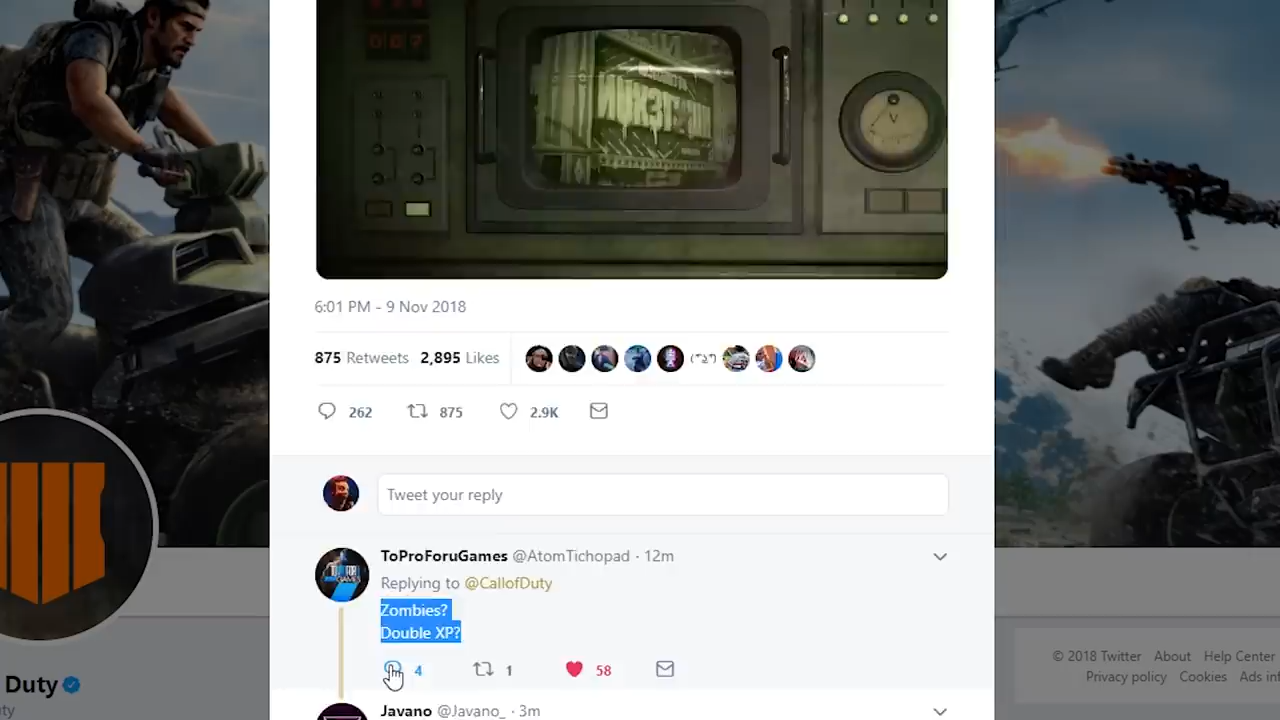 6:01 PM - 9 Nov 2018
875 Retweets 2,895 Likes
262 875 2.9K
Tweet your reply
ToProForuGames @AtomTichopad · 12m
Replying to @CallofDuty
Zombies?
Double XP?
4 1 58
Javano @Javano_ · 3m
Duty
ty
© 2018 Twitter About Help Center
Privacy policy Cookies Ads inf